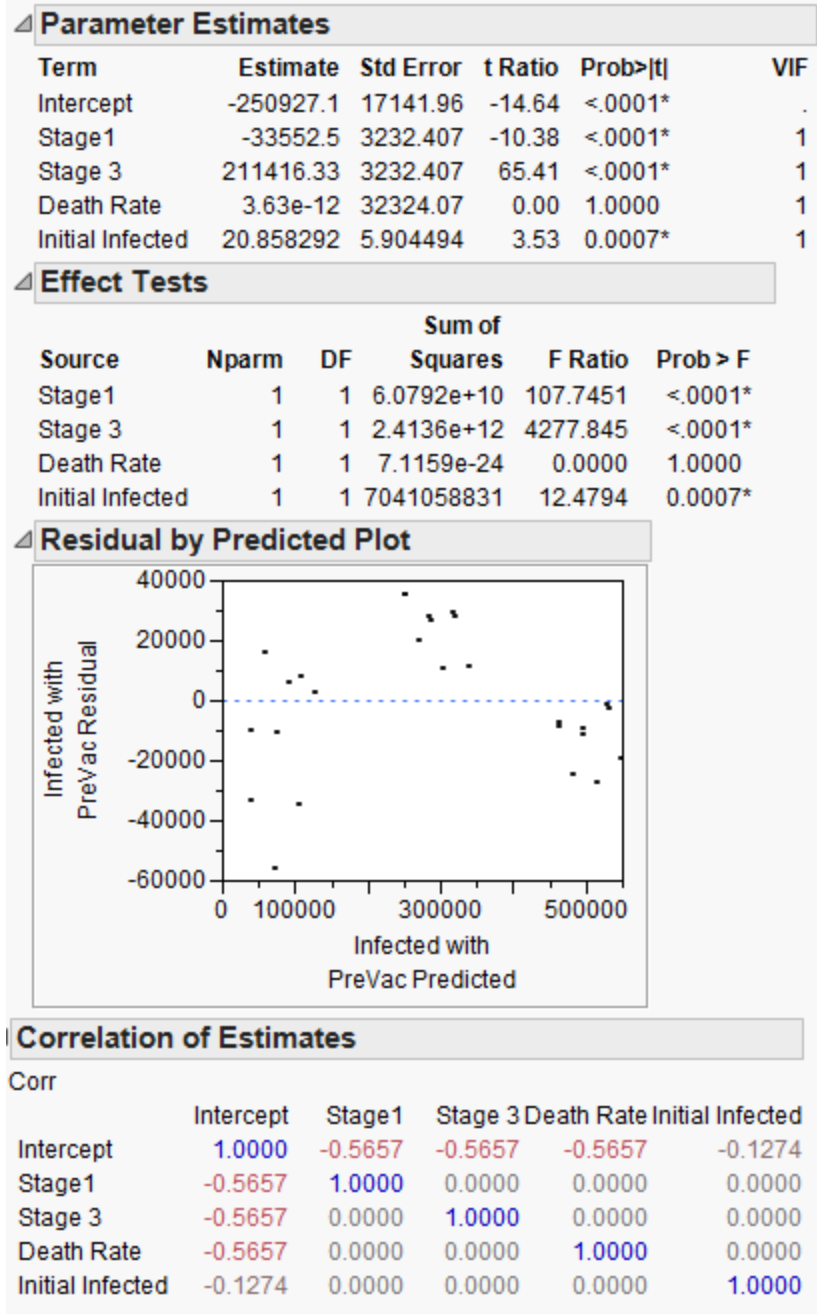 Parameter Estimates
Term Estimate Std Error t Ratio Prob>|t| VIF
Intercept -250927.1 17141.96 -14.64 <.0001* .
Stage1 -33552.5 3232.407 -10.38 <.0001* 1
Stage 3 211416.33 3232.407 65.41 <.0001* 1
Death Rate 3.63e-12 32324.07 0.00 1.0000 1
Initial Infected 20.858292 5.904494 3.53 0.0007* 1
Effect Tests
Sum of
Source Nparm DF Squares F Ratio Prob > F
Stage1 1 1 6.0792e+10 107.7451 <.0001*
Stage 3 1 1 2.4136e+12 4277.845 <.0001*
Death Rate 1 1 7.1159e-24 0.0000 1.0000
Initial Infected 1 1 7041058831 12.4794 0.0007*
Residual by Predicted Plot
40000
20000
0
-20000
-40000
-60000
Infected with
PreVac Residual
0 100000 300000 500000
Infected with
PreVac Predicted
Correlation of Estimates
Corr
Intercept Stage1 Stage 3 Death Rate Initial Infected
Intercept 1.0000 -0.5657 -0.5657 -0.5657 -0.1274
Stage1 -0.5657 1.0000 0.0000 0.0000 0.0000
Stage 3 -0.5657 0.0000 1.0000 0.0000 0.0000
Death Rate -0.5657 0.0000 0.0000 1.0000 0.0000
Initial Infected -0.1274 0.0000 0.0000 0.0000 1.0000